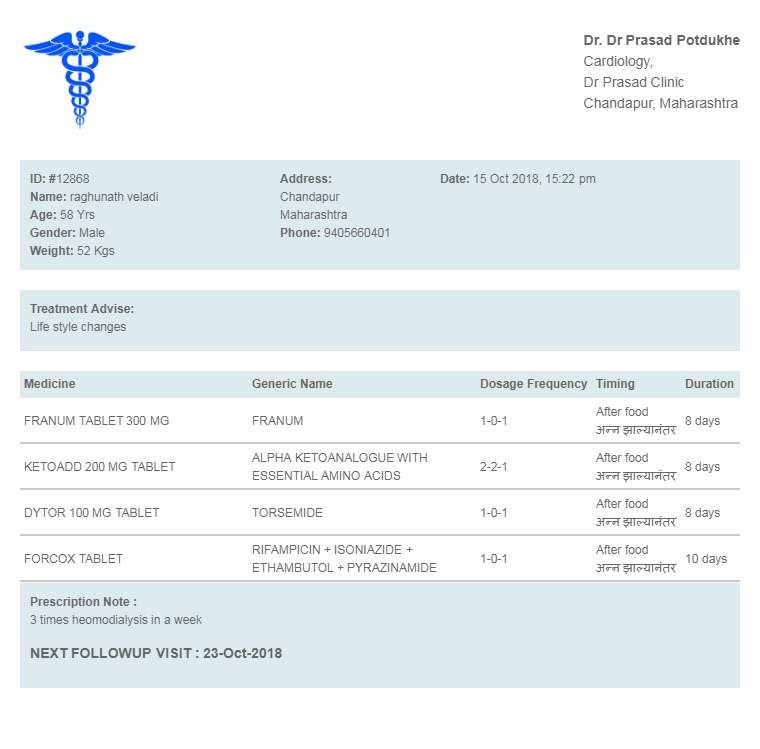 Dr. Dr Prasad Potdukhe
Cardiology,
Dr Prasad Clinic
Chandapur, Maharashtra
ID: #12868
Name: raghunath veladi
Age: 58 Yrs
Gender: Male
Weight: 52 Kgs
Address:
Chandapur
Maharashtra
Phone: 9405660401
Date: 15 Oct 2018, 15:22 pm
Treatment Advise:
Life style changes
Medicine Generic Name Dosage Frequency Timing Duration
FRANUM TABLET 300 MG FRANUM 1-0-1 After food 8 days
अन्न झाल्यानंतर
KETOADD 200 MG TABLET ALPHA KETOANALOGUE WITH 2-2-1 After food 8 days
ESSENTIAL AMINO ACIDS अन्न झाल्यानंतर
DYTOR 100 MG TABLET TORSEMIDE 1-0-1 After food 8 days
अन्न झाल्यानंतर
FORCOX TABLET RIFAMPICIN + ISONIAZIDE + 1-0-1 After food 10 days
ETHAMBUTOL + PYRAZINAMIDE अन्न झाल्यानंतर
Prescription Note :
3 times heomodialysis in a week
NEXT FOLLOWUP VISIT : 23-Oct-2018